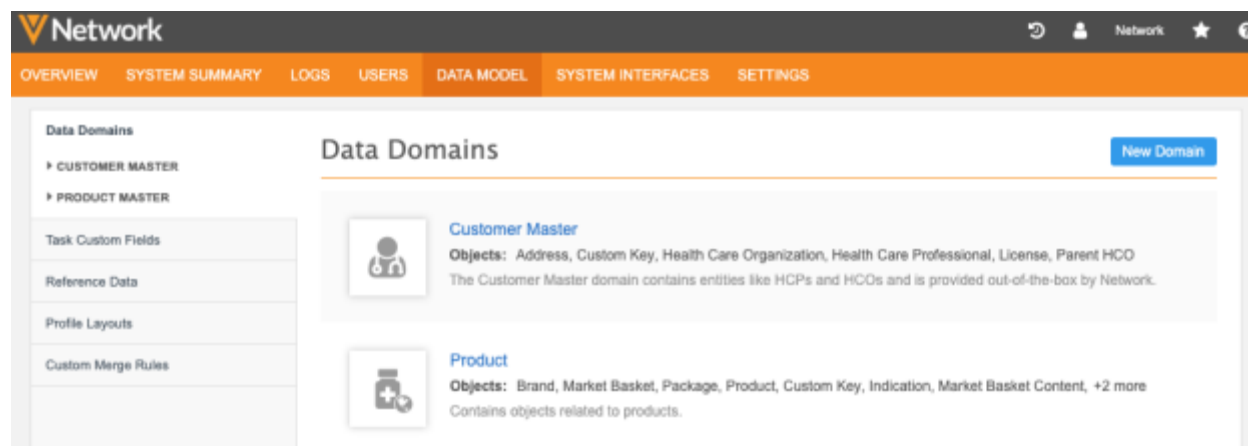 Network
Network
OVERVIEW SYSTEM SUMMARY LOGS USERS DATA MODEL SYSTEM INTERFACES SETTINGS
Data Domains
CUSTOMER MASTER
PRODUCT MASTER
Task Custom Fields
Reference Data
Profile Layouts
Custom Merge Rules
Data Domains
New Domain
Customer Master
Objects: Address, Custom Key, Health Care Organization, Health Care Professional, License, Parent HCO
The Customer Master domain contains entities like HCPs and HCOs and is provided out-of-the-box by Network.
Product
Objects: Brand, Market Basket, Package, Product, Custom Key, Indication, Market Basket Content, +2 more
Contains objects related to products.